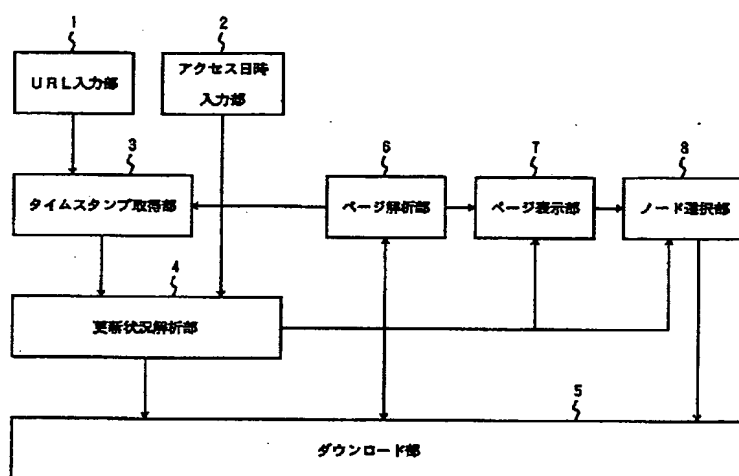 1
2
URL入力部
アクセス日時
入力部
3
6
7
8
タイムスタンプ取得部
ページ解析部
ページ表示部
ノード選択部
4
更新状況解析部
5
ダウンロード部